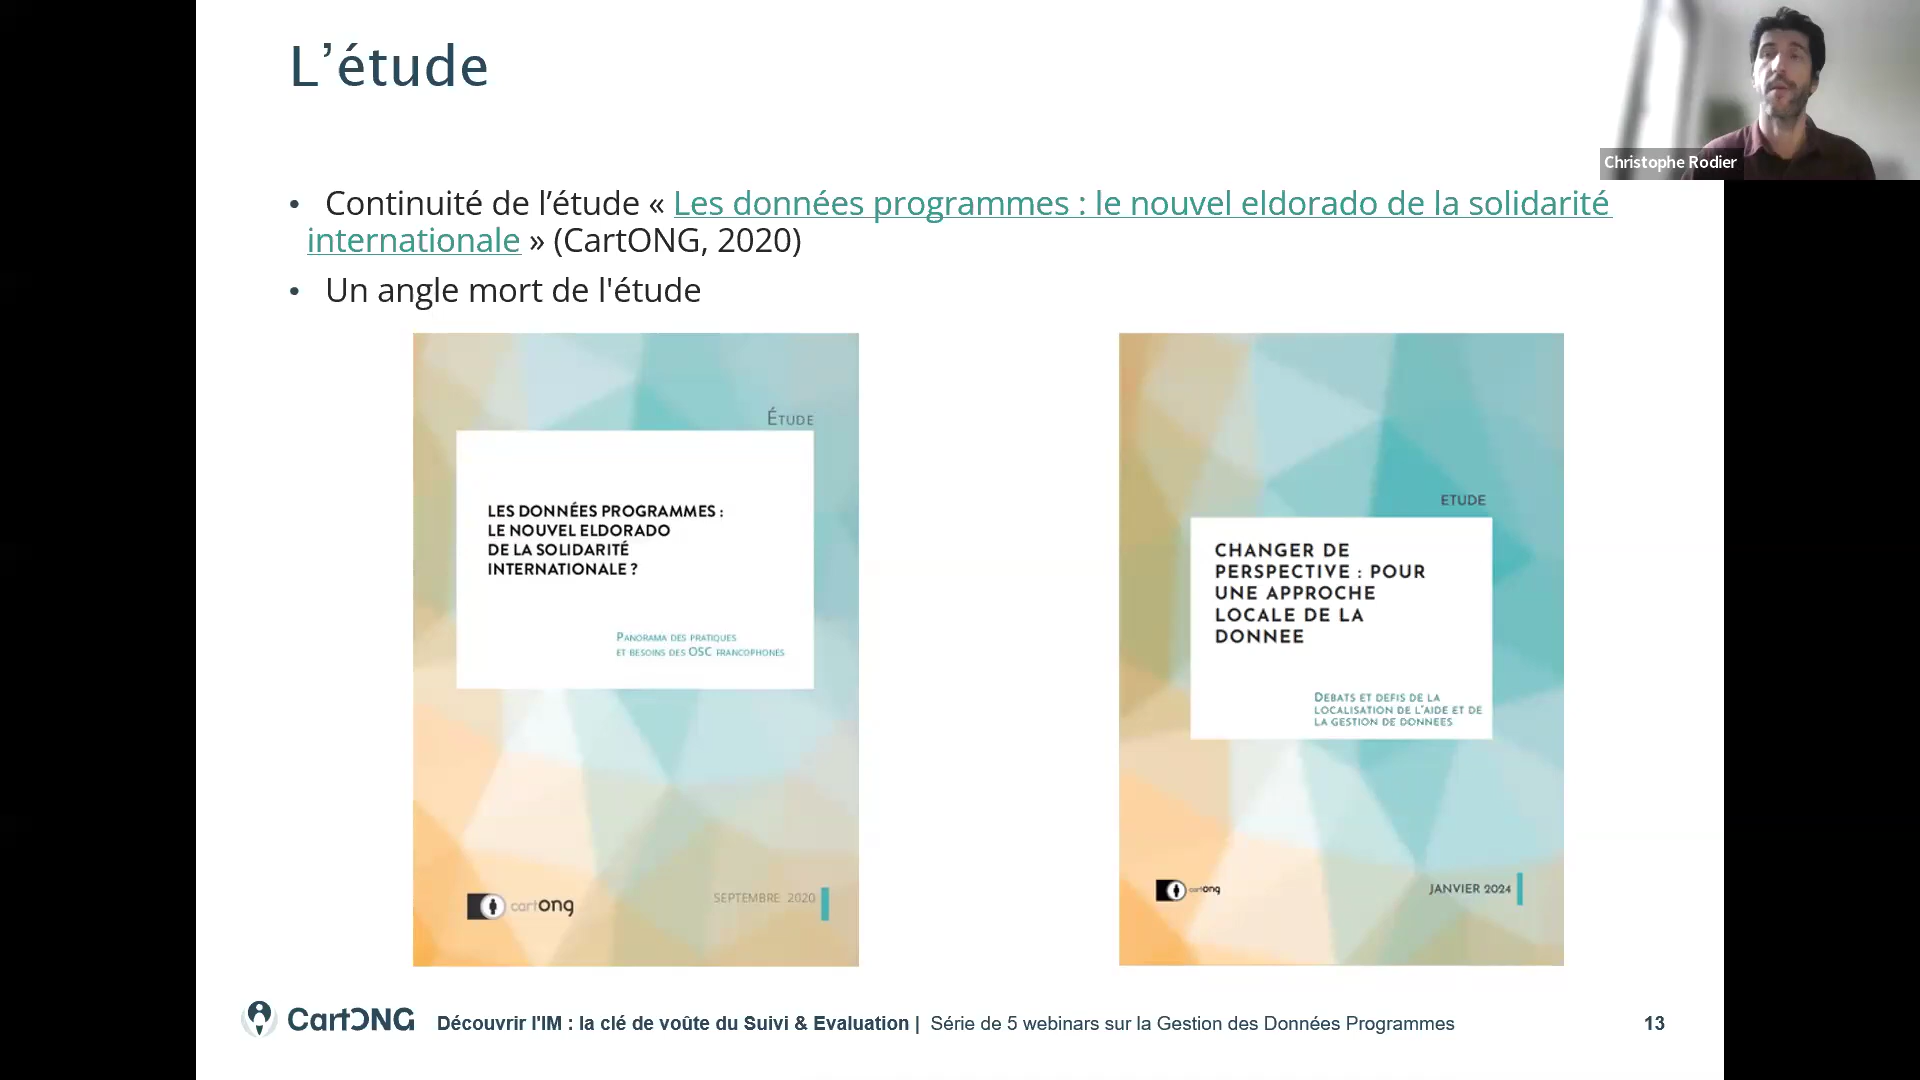 L’étude
Christophe Rodier
• Continuité de l’étude « Les données programmes : le nouvel eldorado de la solidarité
internationale » (CartONG, 2020)
• Un angle mort de l'étude
ÉTUDE
LES DONNÉES PROGRAMMES :
LE NOUVEL ELDORADO
DE LA SOLIDARITÉ
INTERNATIONALE ?
PANORAMA DES PRATIQUES
ET BESOINS DES OSC FRANCOPHONES
cartong
SEPTEMBRE 2020
ETUDE
CHANGER DE
PERSPECTIVE : POUR
UNE APPROCHE
LOCALE DE LA
DONNEE
DEBATS ET DEFIS DE LA
LOCALISATION DE L'AIDE ET DE
LA GESTION DE DONNEES
cartong
JANVIER 2024
CartONG
Découvrir l'IM : la clé de voûte du Suivi & Evaluation | Série de 5 webinars sur la Gestion des Données Programmes
13